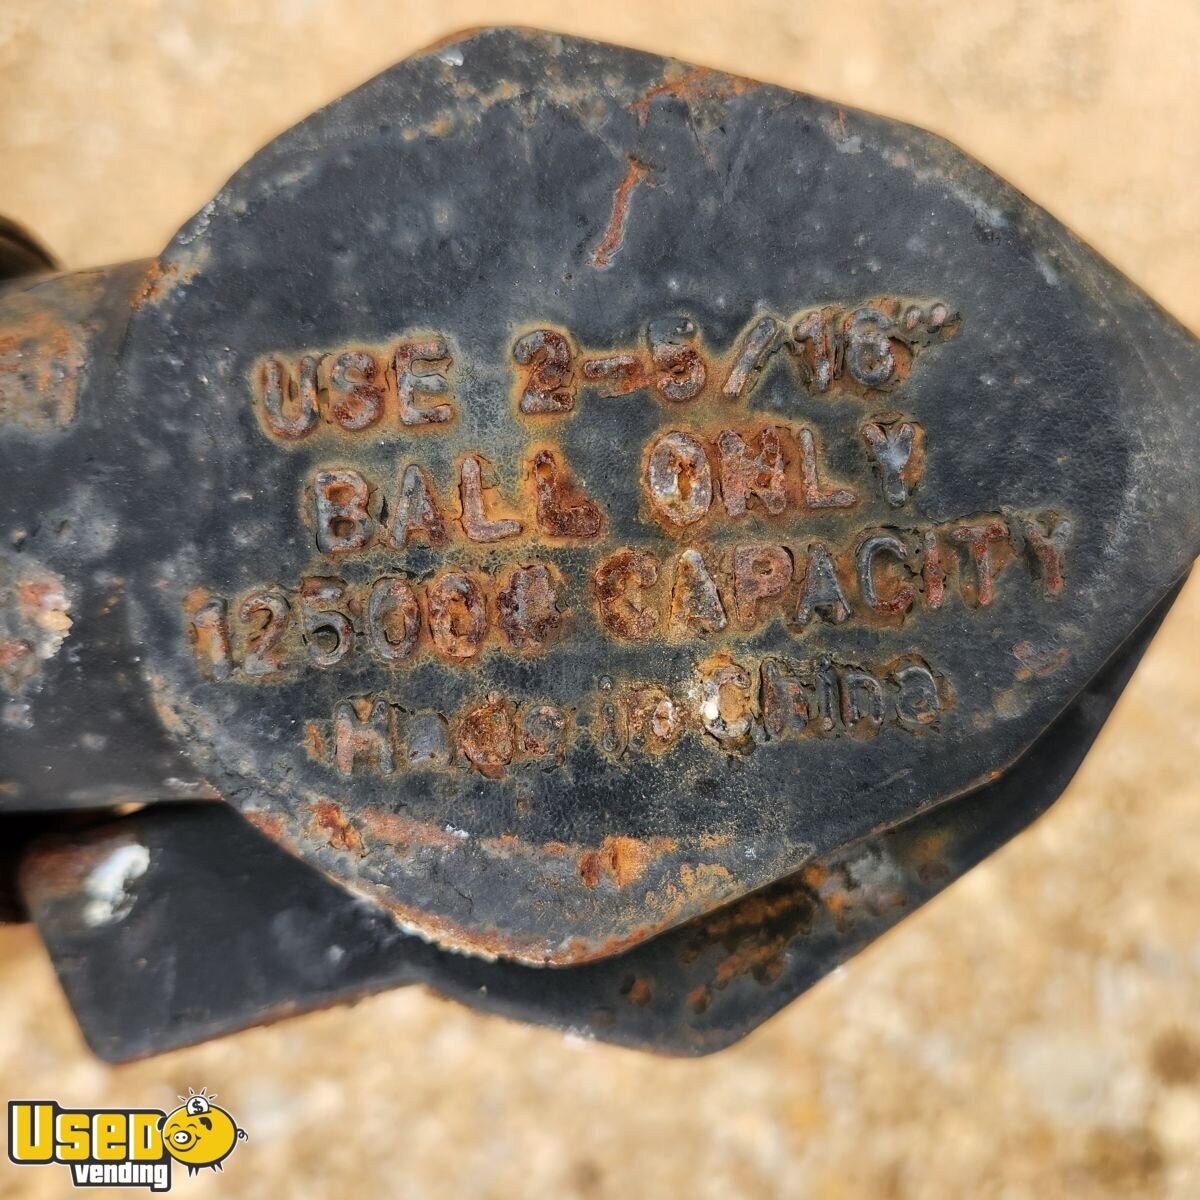 USE 2-5/16"
BALL ONLY
12500# CAPACITY
Made in China
USED
vending